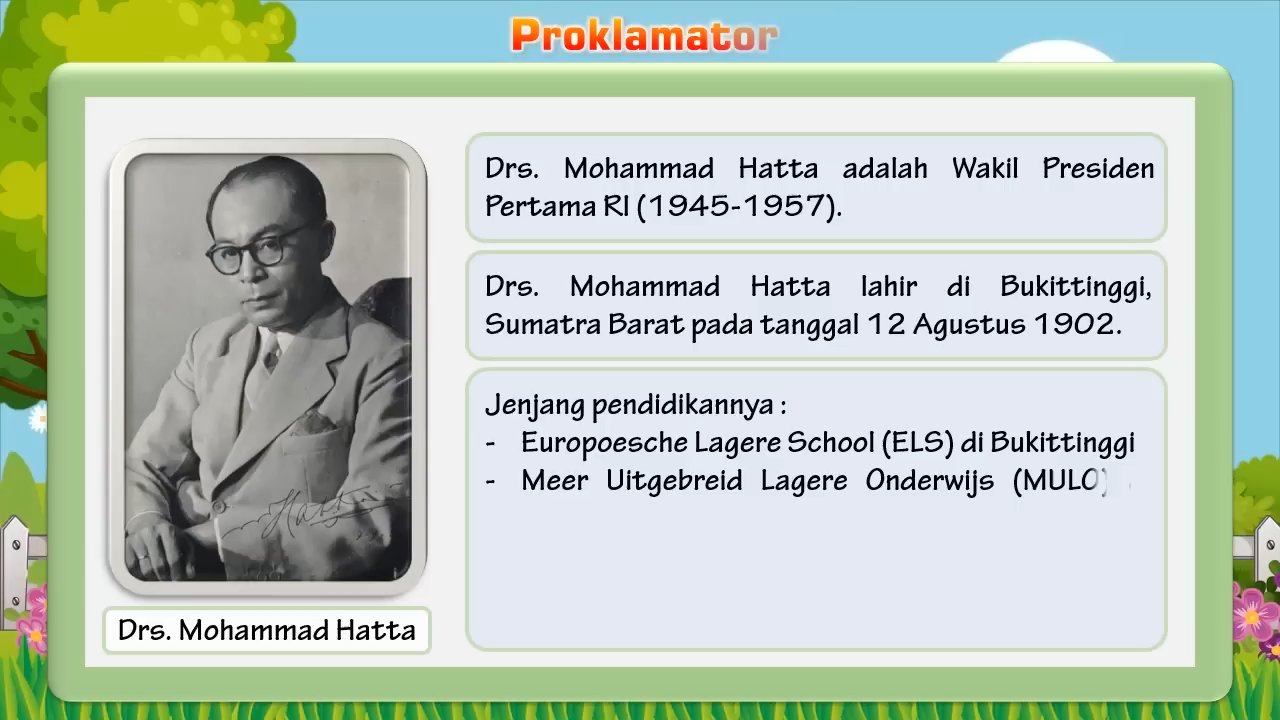 Proklamator
Drs. Mohammad Hatta adalah Wakil Presiden
Pertama RI (1945-1957).
Drs. Mohammad Hatta lahir di Bukittinggi,
Sumatra Barat pada tanggal 12 Agustus 1902.
Jenjang pendidikannya :
- Europoesche Lagere School (ELS) di Bukittinggi
- Meer Uitgebreid Lagere Onderwijs (MULO)
Hatta
Drs. Mohammad Hatta